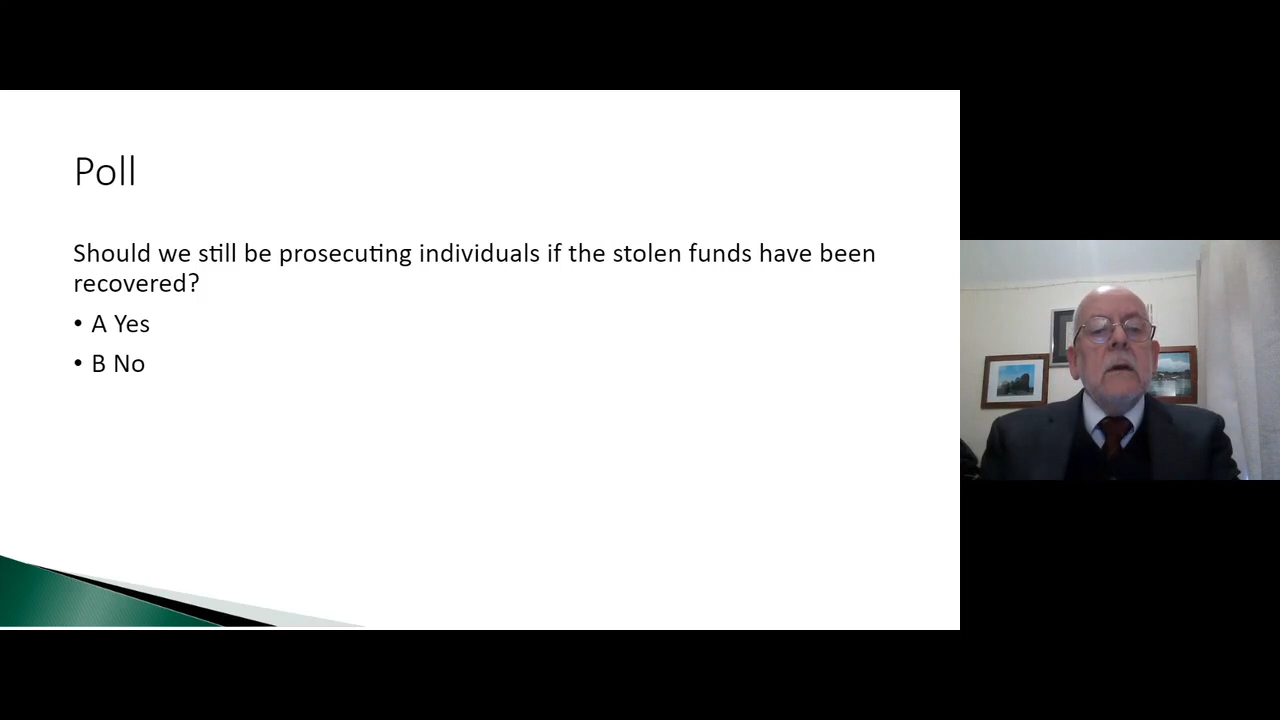 Poll
Should we still be prosecuting individuals if the stolen funds have been
recovered?
• A Yes
• B No